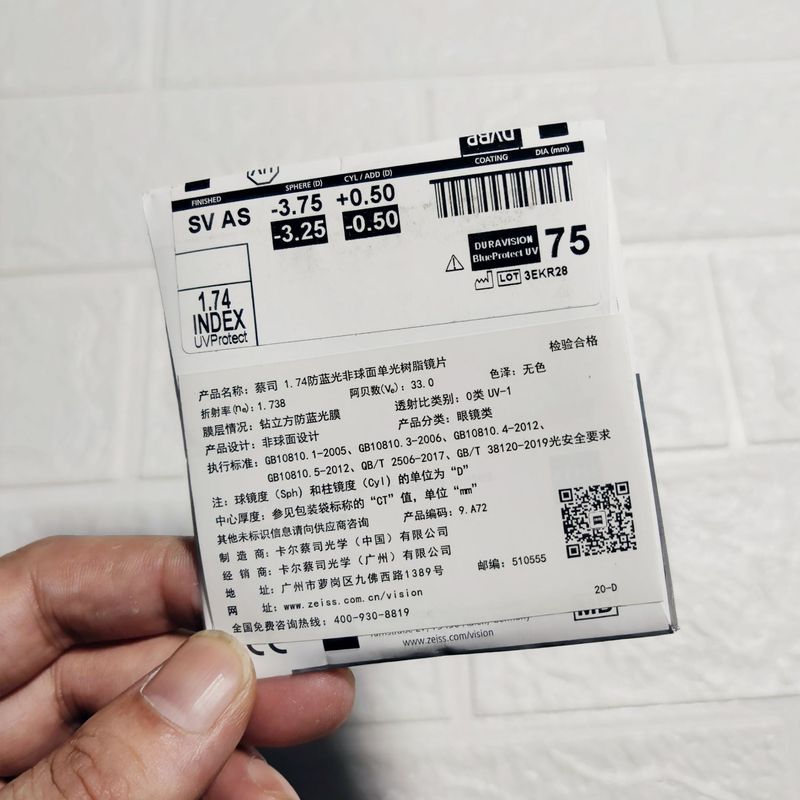 DVBP
FINISHED SPHERE (D) CYL / ADD (D) COATING DIA (mm)
SV AS -3.75 +0.50
-3.25 -0.50
DURAVISION
BlueProtect UV 75
LOT 3EKR28
1.74
INDEX
UVProtect
检验合格
产品名称：蔡司 1.74防蓝光非球面单光树脂镜片
折射率(ne)：1.738 阿贝数(Ve)：33.0 色泽：无色
膜层情况：钻立方防蓝光膜 透射比类别：0类 UV-1
产品设计：非球面设计 产品分类：眼镜类
执行标准：GB10810.1-2005、GB10810.3-2006、GB10810.4-2012、
GB10810.5-2012、QB/T 2506-2017、GB/T 38120-2019光安全要求
注：球镜度（Sph）和柱镜度（Cyl）的单位为“D”
中心厚度：参见包装袋标称的“CT”值，单位“mm”
其他未标识信息请向供应商咨询 产品编码：9.A72
制 造 商：卡尔蔡司光学（中国）有限公司
经 销 商：卡尔蔡司光学（广州）有限公司
地 址：广州市萝岗区九佛西路1389号 邮编：510555
网 址：www.zeiss.com.cn/vision
全国免费咨询热线：400-930-8819
20-D
www.zeiss.com/vision
MD